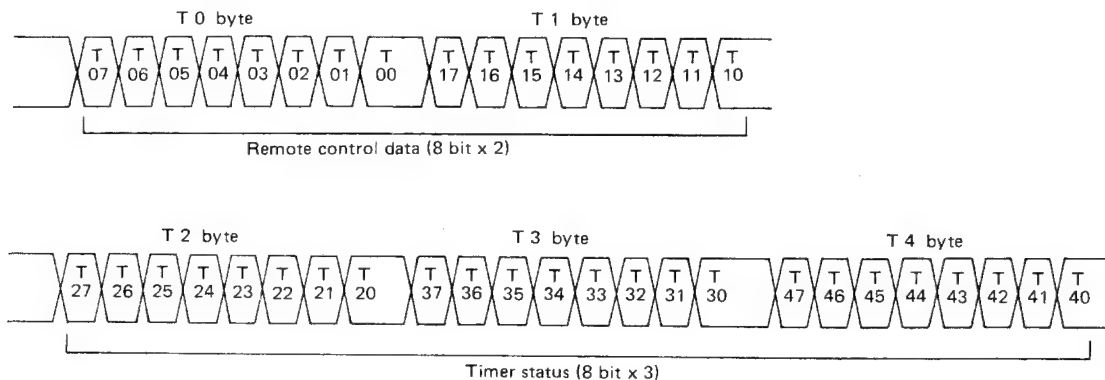 T 0 byte T 1 byte
T T T T T T T T T T T T T T T T
07 06 05 04 03 02 01 00 17 16 15 14 13 12 11 10
Remote control data (8 bit x 2)
T 2 byte T 3 byte T 4 byte
T T T T T T T T T T T T T T T T T T T T T T T T
27 26 25 24 23 22 21 20 37 36 35 34 33 32 31 30 47 46 45 44 43 42 41 40
Timer status (8 bit x 3)